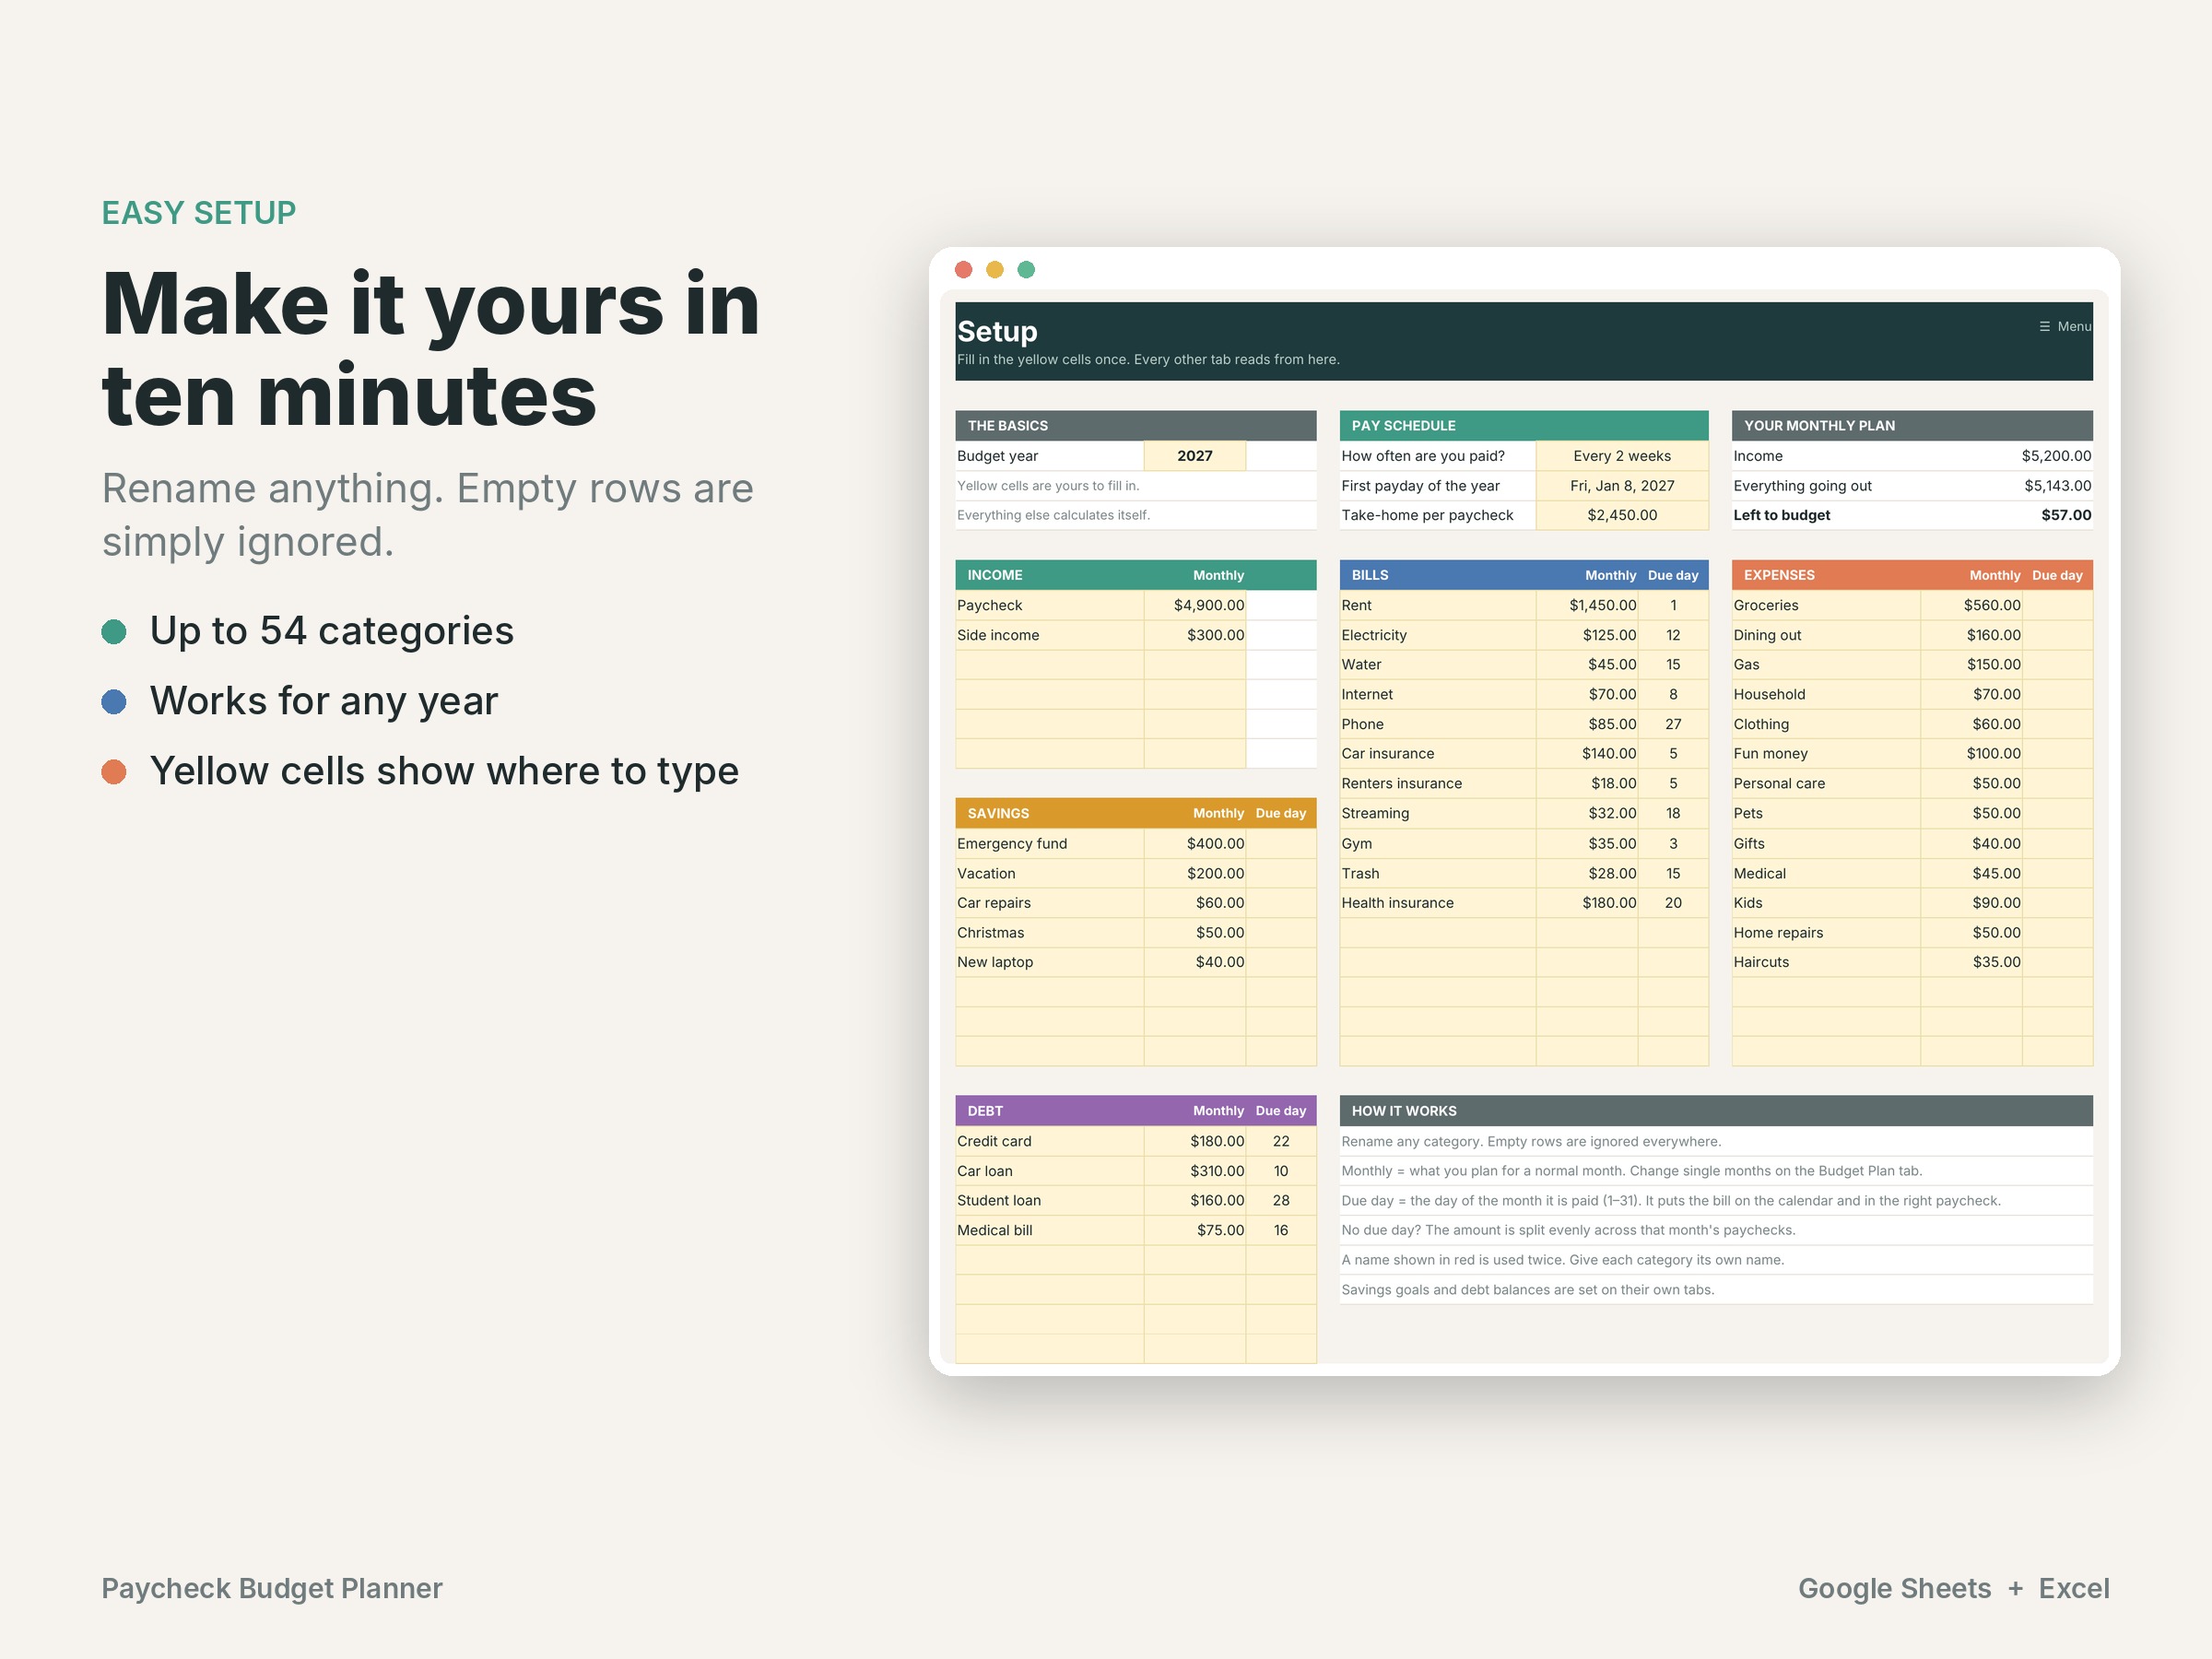 EASY SETUP
Make it yours in
ten minutes
Rename anything. Empty rows are
simply ignored.
Up to 54 categories
Works for any year
Yellow cells show where to type
Setup
☰ Menu
Fill in the yellow cells once. Every other tab reads from here.
THE BASICS
Budget year 2027
Yellow cells are yours to fill in.
Everything else calculates itself.
PAY SCHEDULE
How often are you paid? Every 2 weeks
First payday of the year Fri, Jan 8, 2027
Take-home per paycheck $2,450.00
YOUR MONTHLY PLAN
Income $5,200.00
Everything going out $5,143.00
Left to budget $57.00
INCOME Monthly
Paycheck $4,900.00
Side income $300.00
SAVINGS Monthly Due day
Emergency fund $400.00
Vacation $200.00
Car repairs $60.00
Christmas $50.00
New laptop $40.00
BILLS Monthly Due day
Rent $1,450.00 1
Electricity $125.00 12
Water $45.00 15
Internet $70.00 8
Phone $85.00 27
Car insurance $140.00 5
Renters insurance $18.00 5
Streaming $32.00 18
Gym $35.00 3
Trash $28.00 15
Health insurance $180.00 20
EXPENSES Monthly Due day
Groceries $560.00
Dining out $160.00
Gas $150.00
Household $70.00
Clothing $60.00
Fun money $100.00
Personal care $50.00
Pets $50.00
Gifts $40.00
Medical $45.00
Kids $90.00
Home repairs $50.00
Haircuts $35.00
DEBT Monthly Due day
Credit card $180.00 22
Car loan $310.00 10
Student loan $160.00 28
Medical bill $75.00 16
HOW IT WORKS
Rename any category. Empty rows are ignored everywhere.
Monthly = what you plan for a normal month. Change single months on the Budget Plan tab.
Due day = the day of the month it is paid (1–31). It puts the bill on the calendar and in the right paycheck.
No due day? The amount is split evenly across that month's paychecks.
A name shown in red is used twice. Give each category its own name.
Savings goals and debt balances are set on their own tabs.
Paycheck Budget Planner
Google Sheets + Excel